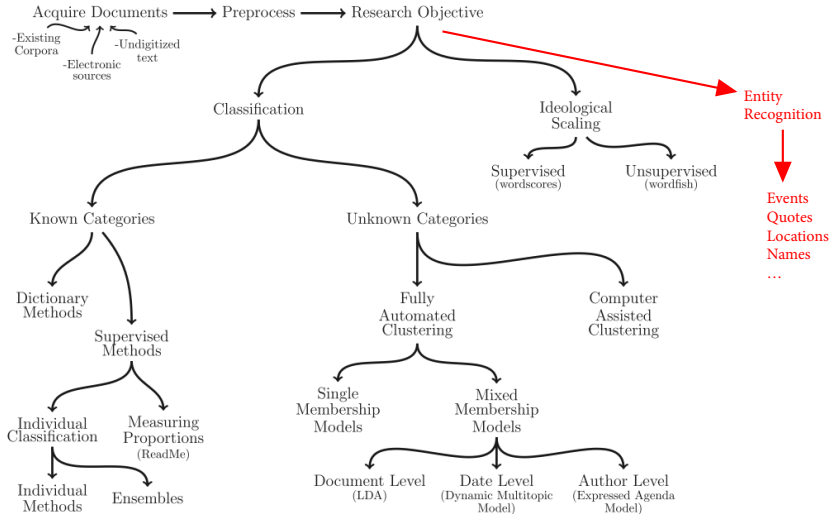 Acquire Documents
Preprocess
Research Objective
-Existing
Corpora
-Electronic
sources
-Undigitized
text
Classification
Ideological
Scaling
Entity
Recognition
Supervised
(wordscores)
Unsupervised
(wordfish)
Events
Quotes
Locations
Names
…
Known Categories
Unknown Categories
Dictionary
Methods
Supervised
Methods
Fully
Automated
Clustering
Computer
Assisted
Clustering
Individual
Classification
Measuring
Proportions
(ReadMe)
Single
Membership
Models
Mixed
Membership
Models
Individual
Methods
Ensembles
Document Level
(LDA)
Date Level
(Dynamic Multitopic
Model)
Author Level
(Expressed Agenda
Model)